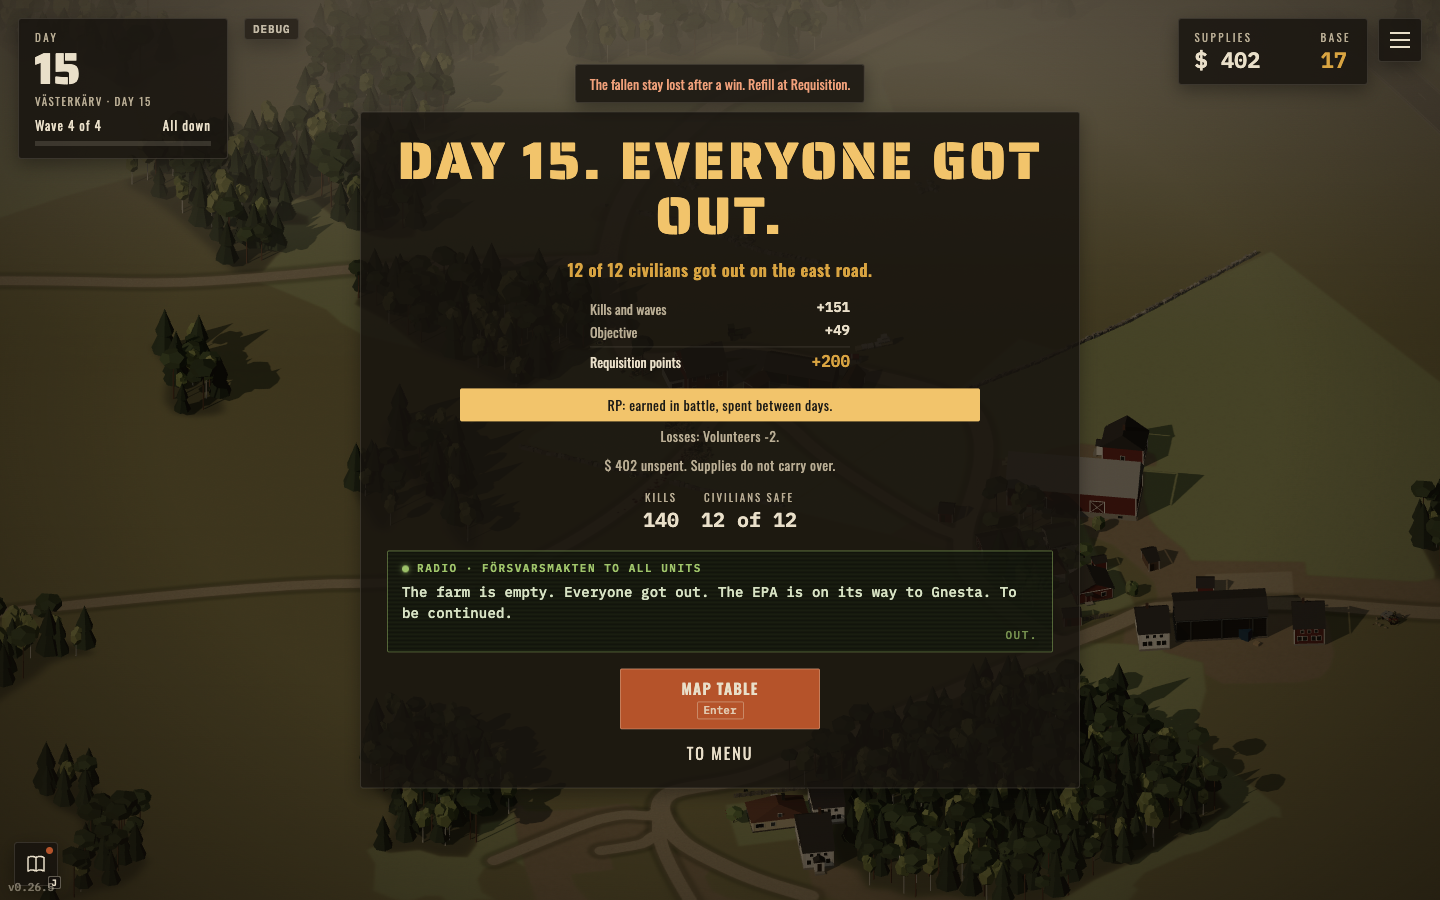 DAY
15
VÄSTERKÄRV · DAY 15
Wave 4 of 4 All down
DEBUG
SUPPLIES BASE
$ 402 17
The fallen stay lost after a win. Refill at Requisition.
DAY 15. EVERYONE GOT
OUT.
12 of 12 civilians got out on the east road.
Kills and waves +151
Objective +49
Requisition points +200
RP: earned in battle, spent between days.
Losses: Volunteers -2.
$ 402 unspent. Supplies do not carry over.
KILLS CIVILIANS SAFE
140 12 of 12
RADIO · FÖRSVARSMAKTEN TO ALL UNITS
The farm is empty. Everyone got out. The EPA is on its way to Gnesta. To
be continued.
OUT.
MAP TABLE
Enter
TO MENU
J